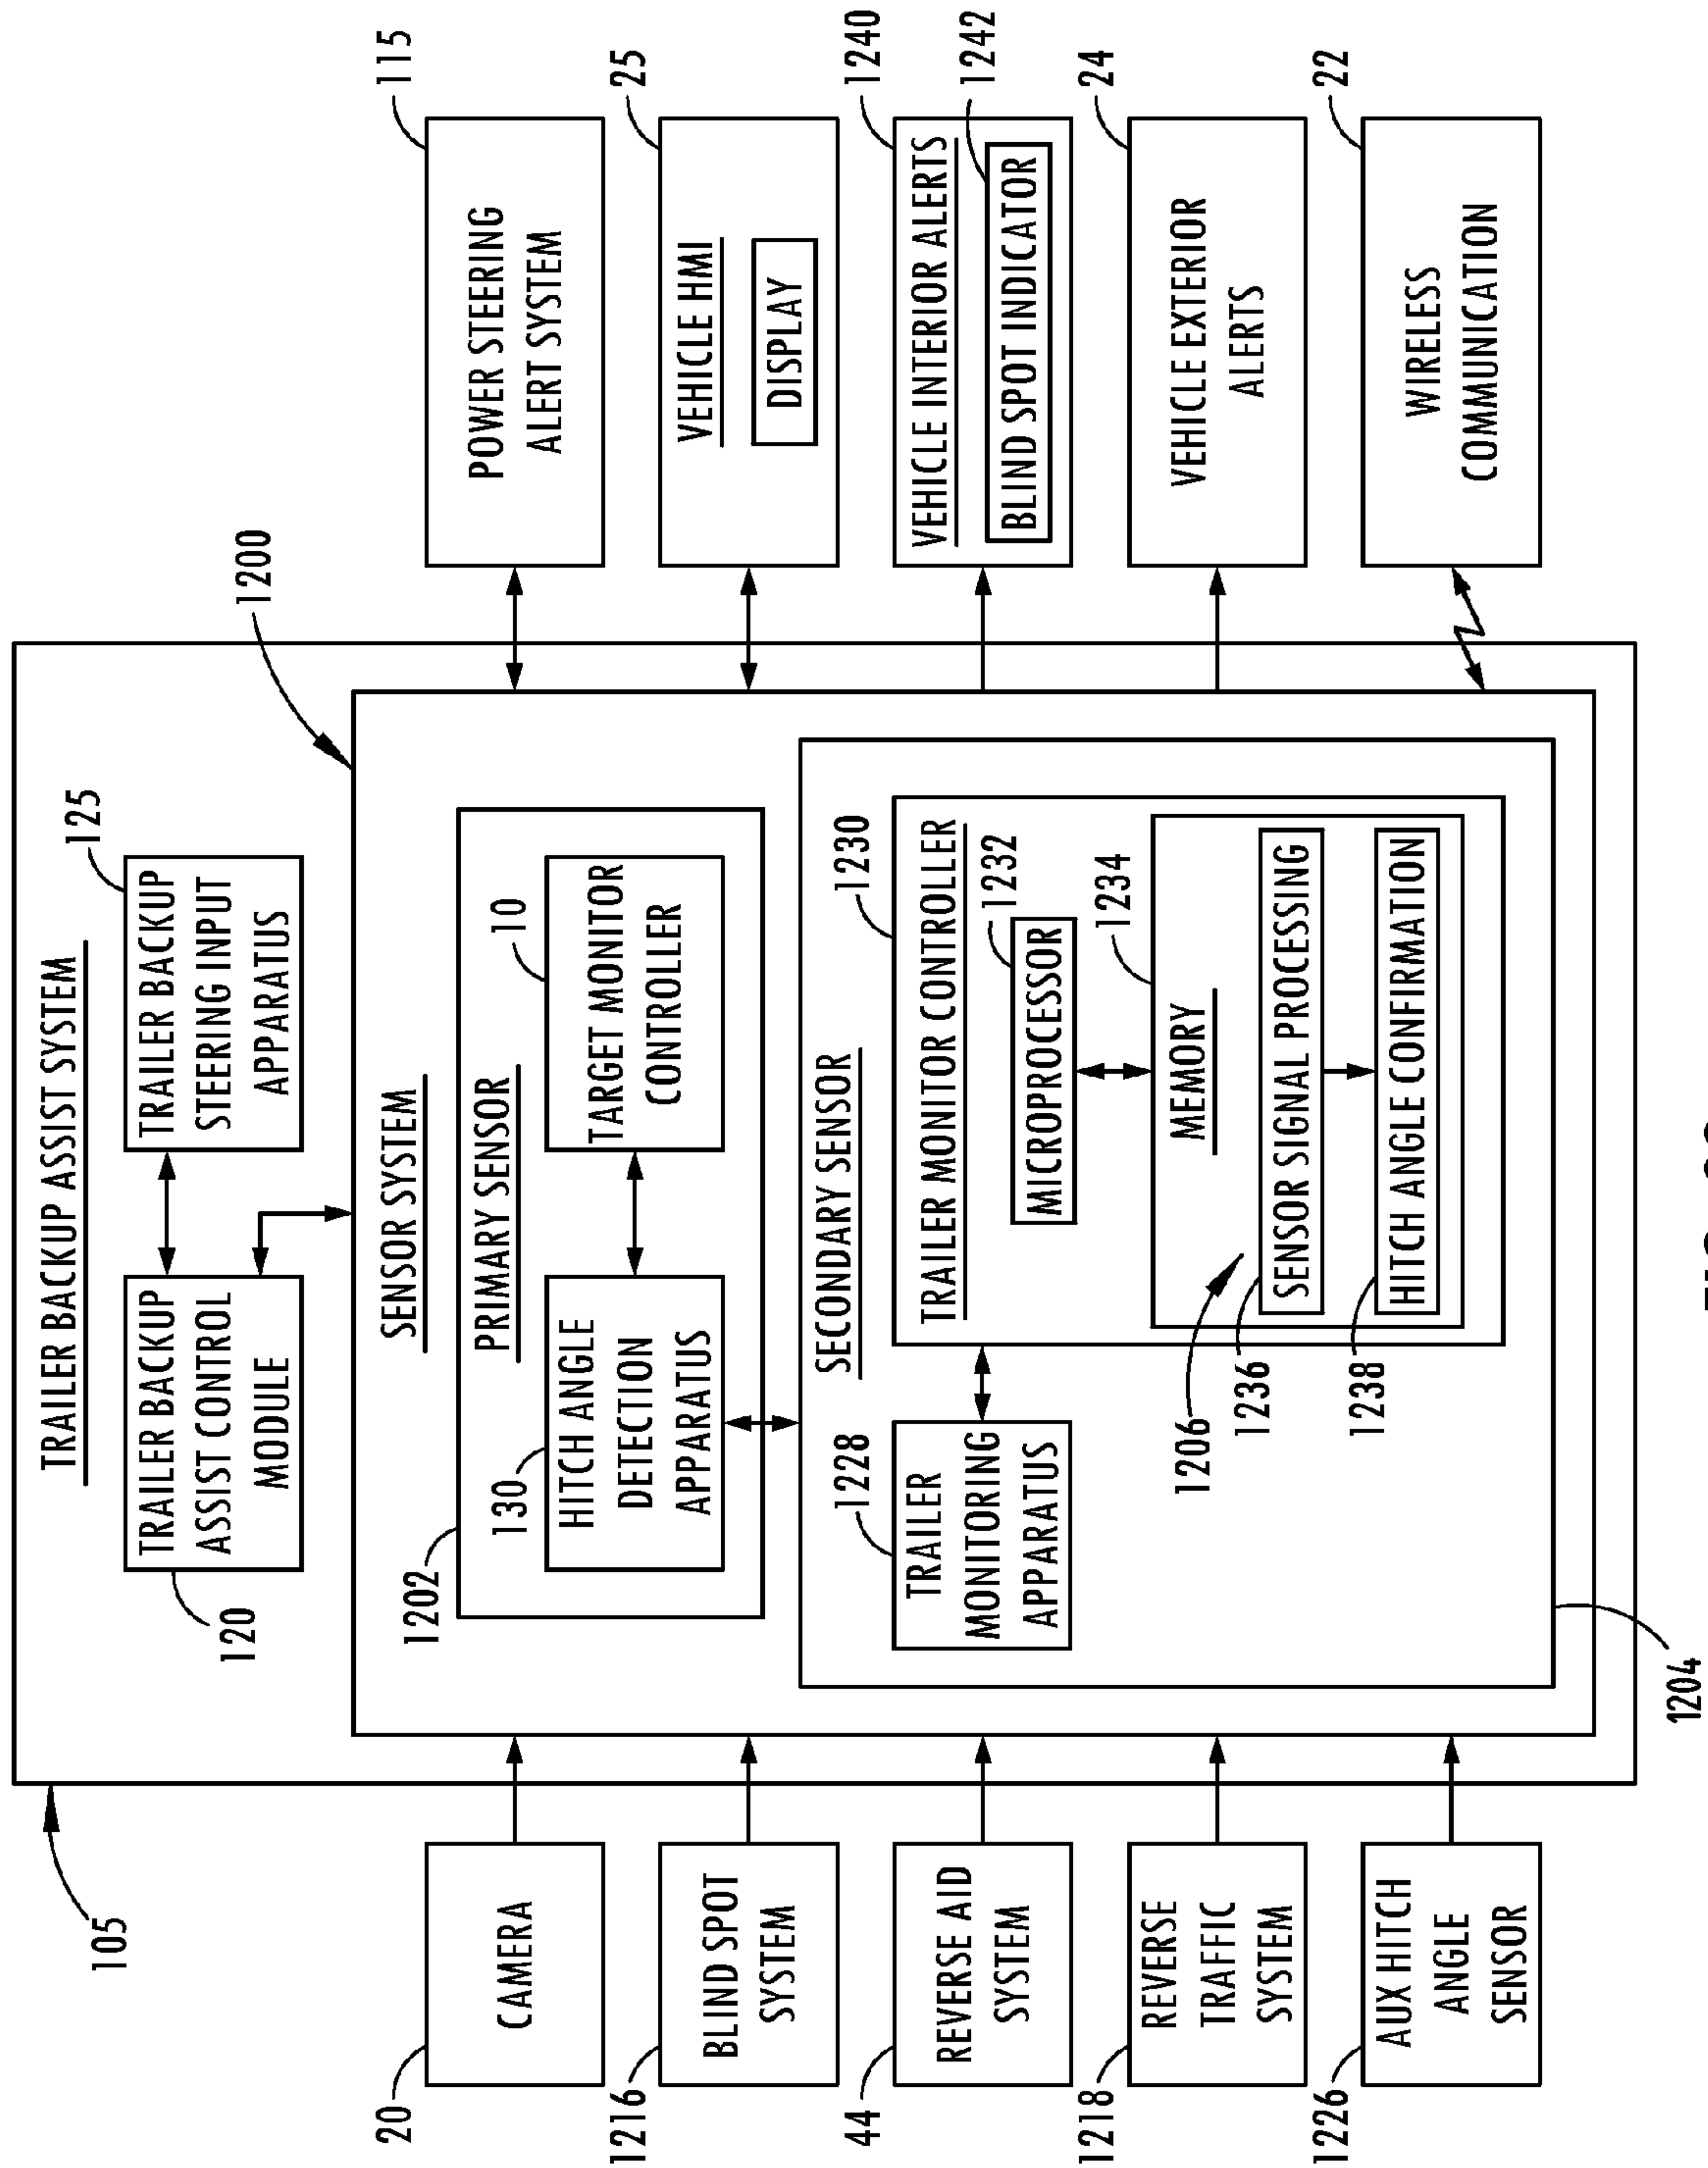 105
TRAILER BACKUP ASSIST SYSTEM
TRAILER BACKUP
ASSIST CONTROL
MODULE
120
TRAILER BACKUP
STEERING INPUT
APPARATUS
125
1200
SENSOR SYSTEM
1202
PRIMARY SENSOR
130
HITCH ANGLE
DETECTION
APPARATUS
10
TARGET MONITOR
CONTROLLER
SECONDARY SENSOR
1228
TRAILER
MONITORING
APPARATUS
1230
TRAILER MONITOR CONTROLLER
1232
MICROPROCESSOR
1234
MEMORY
1206
1236
SENSOR SIGNAL PROCESSING
1238
HITCH ANGLE CONFIRMATION
1204
20
CAMERA
1216
BLIND SPOT
SYSTEM
44
REVERSE AID
SYSTEM
1218
REVERSE
TRAFFIC
SYSTEM
1226
AUX HITCH
ANGLE
SENSOR
115
POWER STEERING
ALERT SYSTEM
25
VEHICLE HMI
DISPLAY
1240
VEHICLE INTERIOR ALERTS
1242
BLIND SPOT INDICATOR
24
VEHICLE EXTERIOR
ALERTS
22
WIRELESS
COMMUNICATION